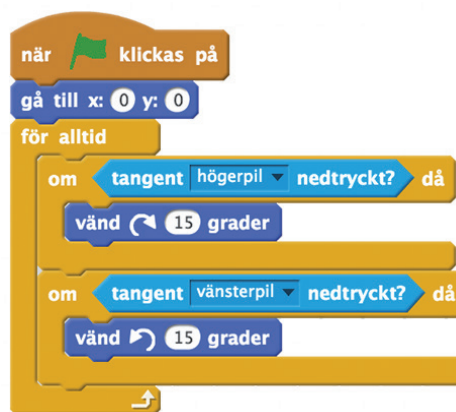 när klickas på
gå till x: 0 y: 0
för alltid
om tangent högerpil nedtryckt? då
vänd 15 grader
om tangent vänsterpil nedtryckt? då
vänd 15 grader